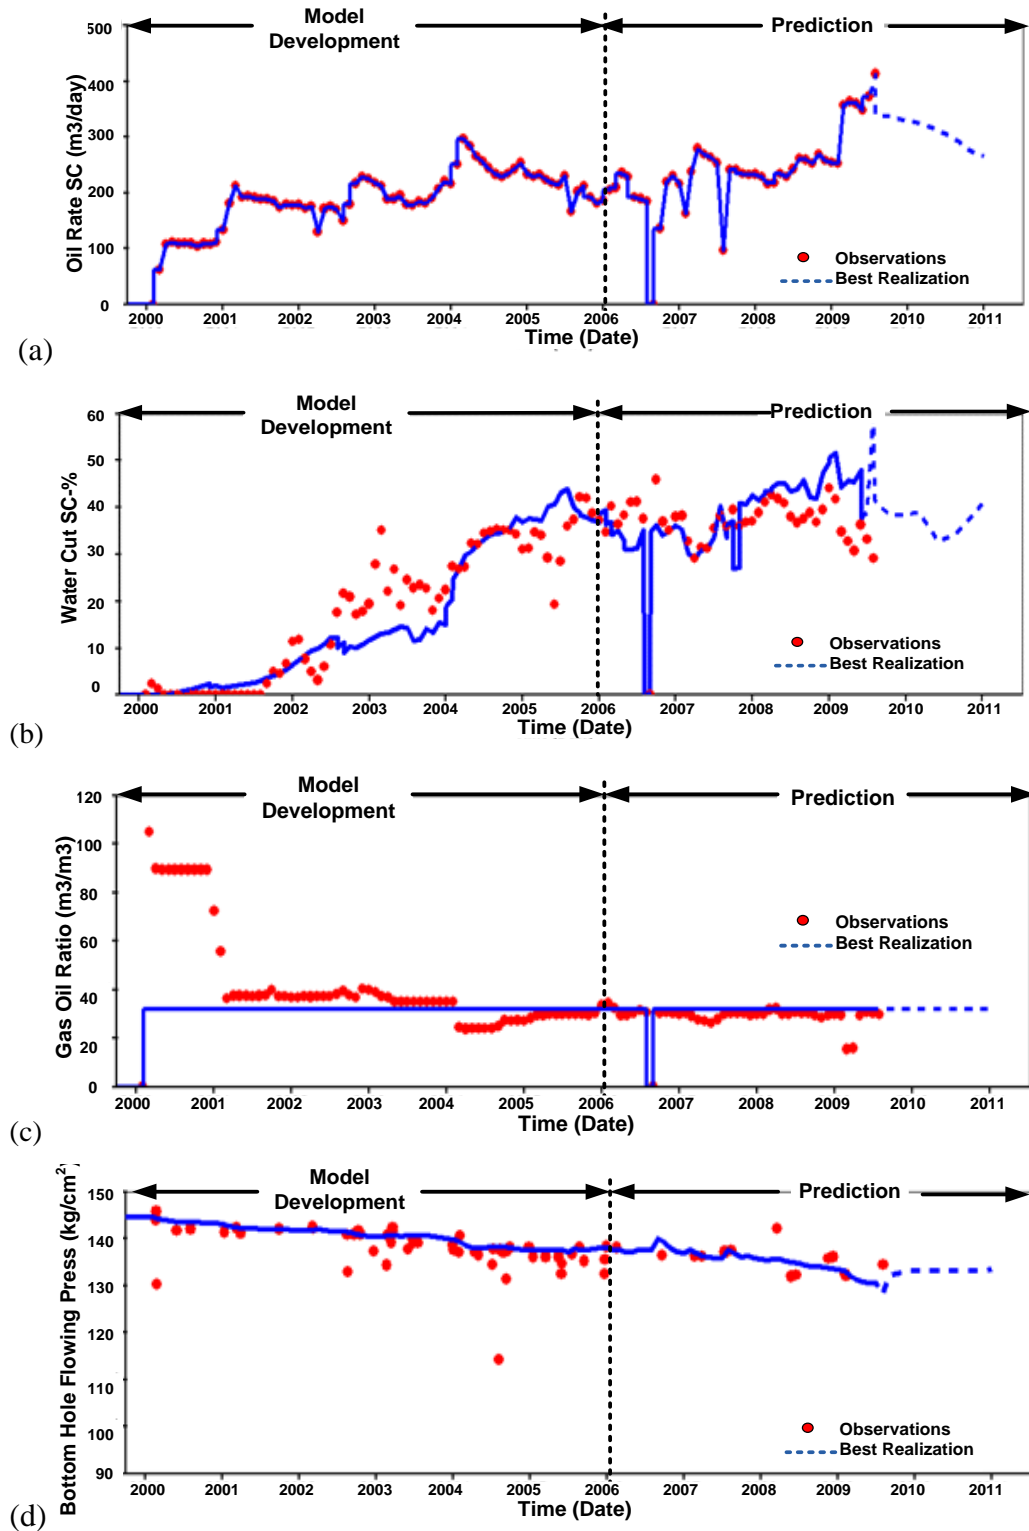 Model
Development
Prediction
500
400
300
200
100
0
Oil Rate SC (m3/day)
Observations
Best Realization
2000 2001 2002 2003 2004 2005 2006 2007 2008 2009 2010 2011
Time (Date)
(a)
Model
Development
Prediction
60
50
40
30
20
10
0
Water Cut SC-%
Observations
Best Realization
2000 2001 2002 2003 2004 2005 2006 2007 2008 2009 2010 2011
Time (Date)
(b)
Model
Development
Prediction
120
100
80
60
40
20
0
Gas Oil Ratio (m3/m3)
Observations
Best Realization
2000 2001 2002 2003 2004 2005 2006 2007 2008 2009 2010 2011
Time (Date)
(c)
Model
Development
Prediction
150
140
130
120
110
100
90
Bottom Hole Flowing Press (kg/cm²)
Observations
Best Realization
2000 2001 2002 2003 2004 2005 2006 2007 2008 2009 2010 2011
Time (Date)
(d)